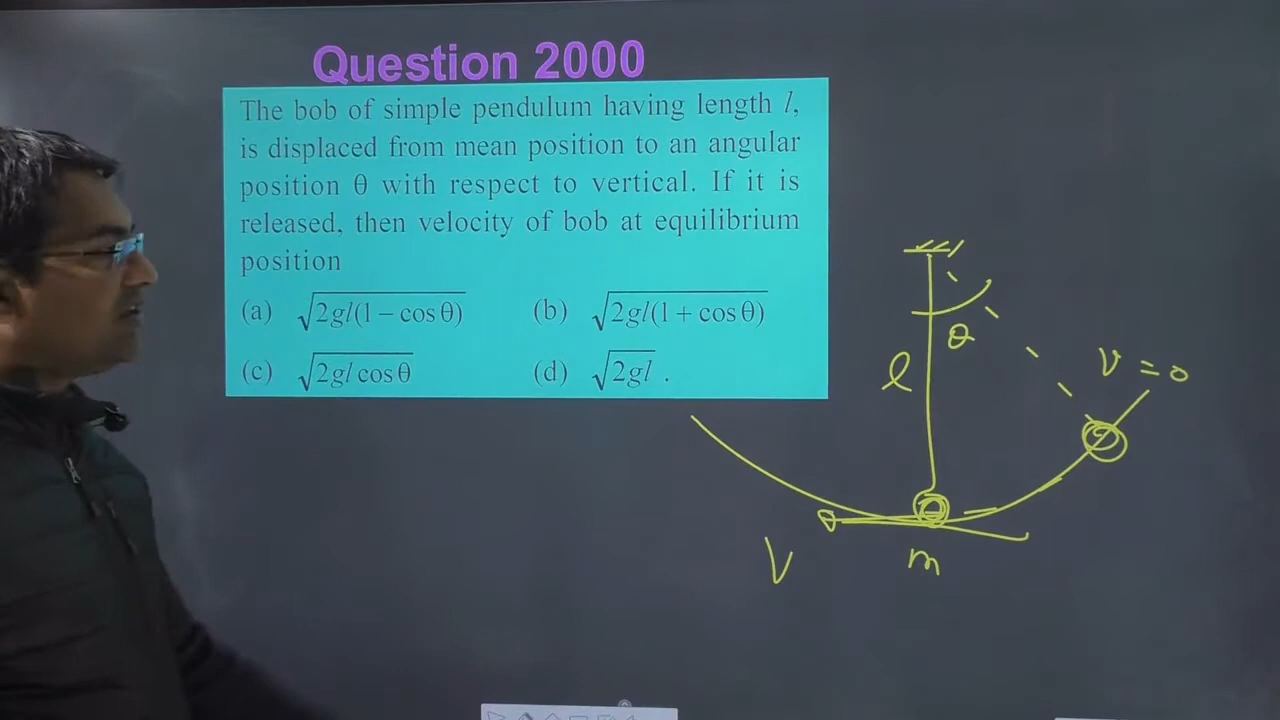 Question 2000
The bob of simple pendulum having length l,
is displaced from mean position to an angular
position θ with respect to vertical. If it is
released, then velocity of bob at equilibrium
position
(a) √2gl(1 − cosθ) (b) √2gl(1 + cosθ)
(c) √2gl cosθ (d) √2gl .
θ
l
v = 0
V
m